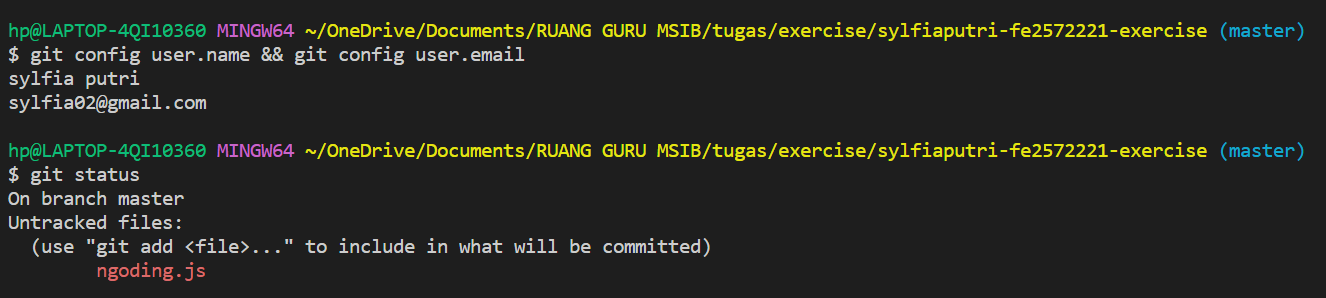 hp@LAPTOP-4QI10360 MINGW64 ~/OneDrive/Documents/RUANG GURU MSIB/tugas/exercise/sylfiaputri-fe2572221-exercise (master)
$ git config user.name && git config user.email
sylfia putri
sylfia02@gmail.com
hp@LAPTOP-4QI10360 MINGW64 ~/OneDrive/Documents/RUANG GURU MSIB/tugas/exercise/sylfiaputri-fe2572221-exercise (master)
$ git status
On branch master
Untracked files:
  (use "git add <file>..." to include in what will be committed)
        ngoding.js